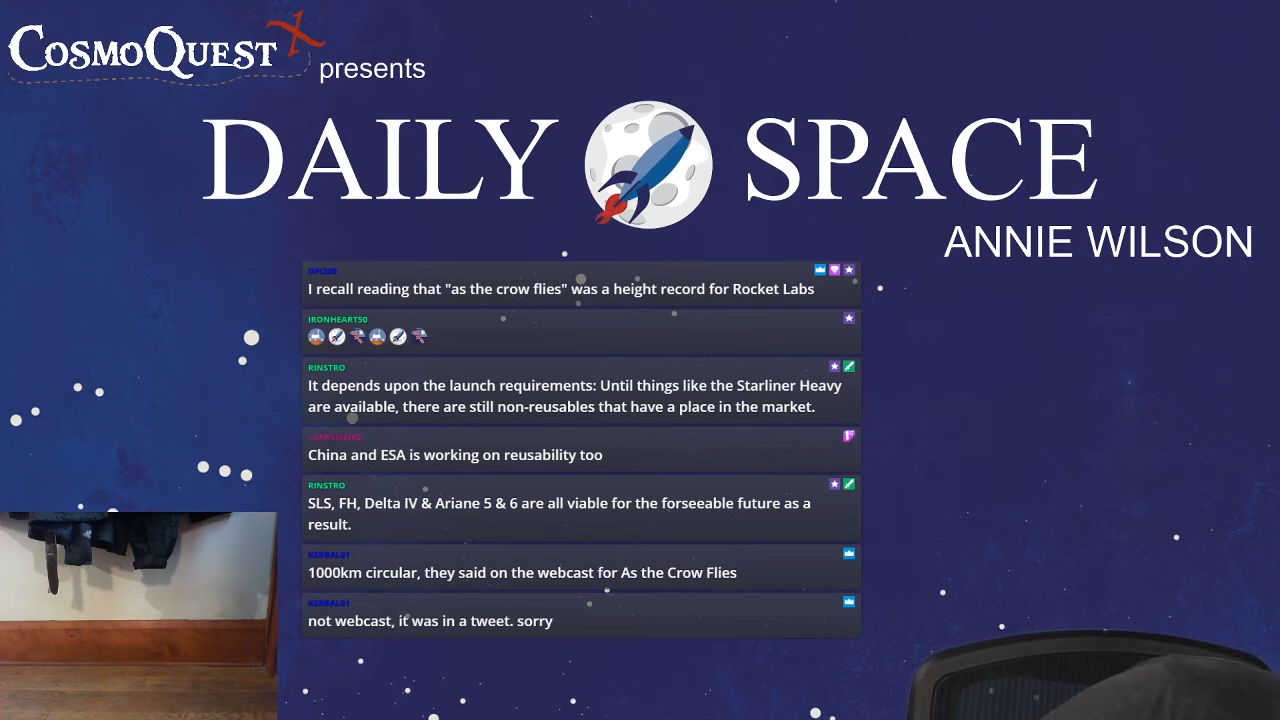 CosmoQuest X
presents
DAILY SPACE
ANNIE WILSON
DPI209
I recall reading that "as the crow flies" was a height record for Rocket Labs
IRONHEART50
RINSTRO
It depends upon the launch requirements: Until things like the Starliner Heavy
are available, there are still non-reusables that have a place in the market.
LARRYWEIRD
China and ESA is working on reusability too
RINSTRO
SLS, FH, Delta IV & Ariane 5 & 6 are all viable for the forseeable future as a
result.
KERBAL01
1000km circular, they said on the webcast for As the Crow Flies
KERBAL01
not webcast, it was in a tweet. sorry